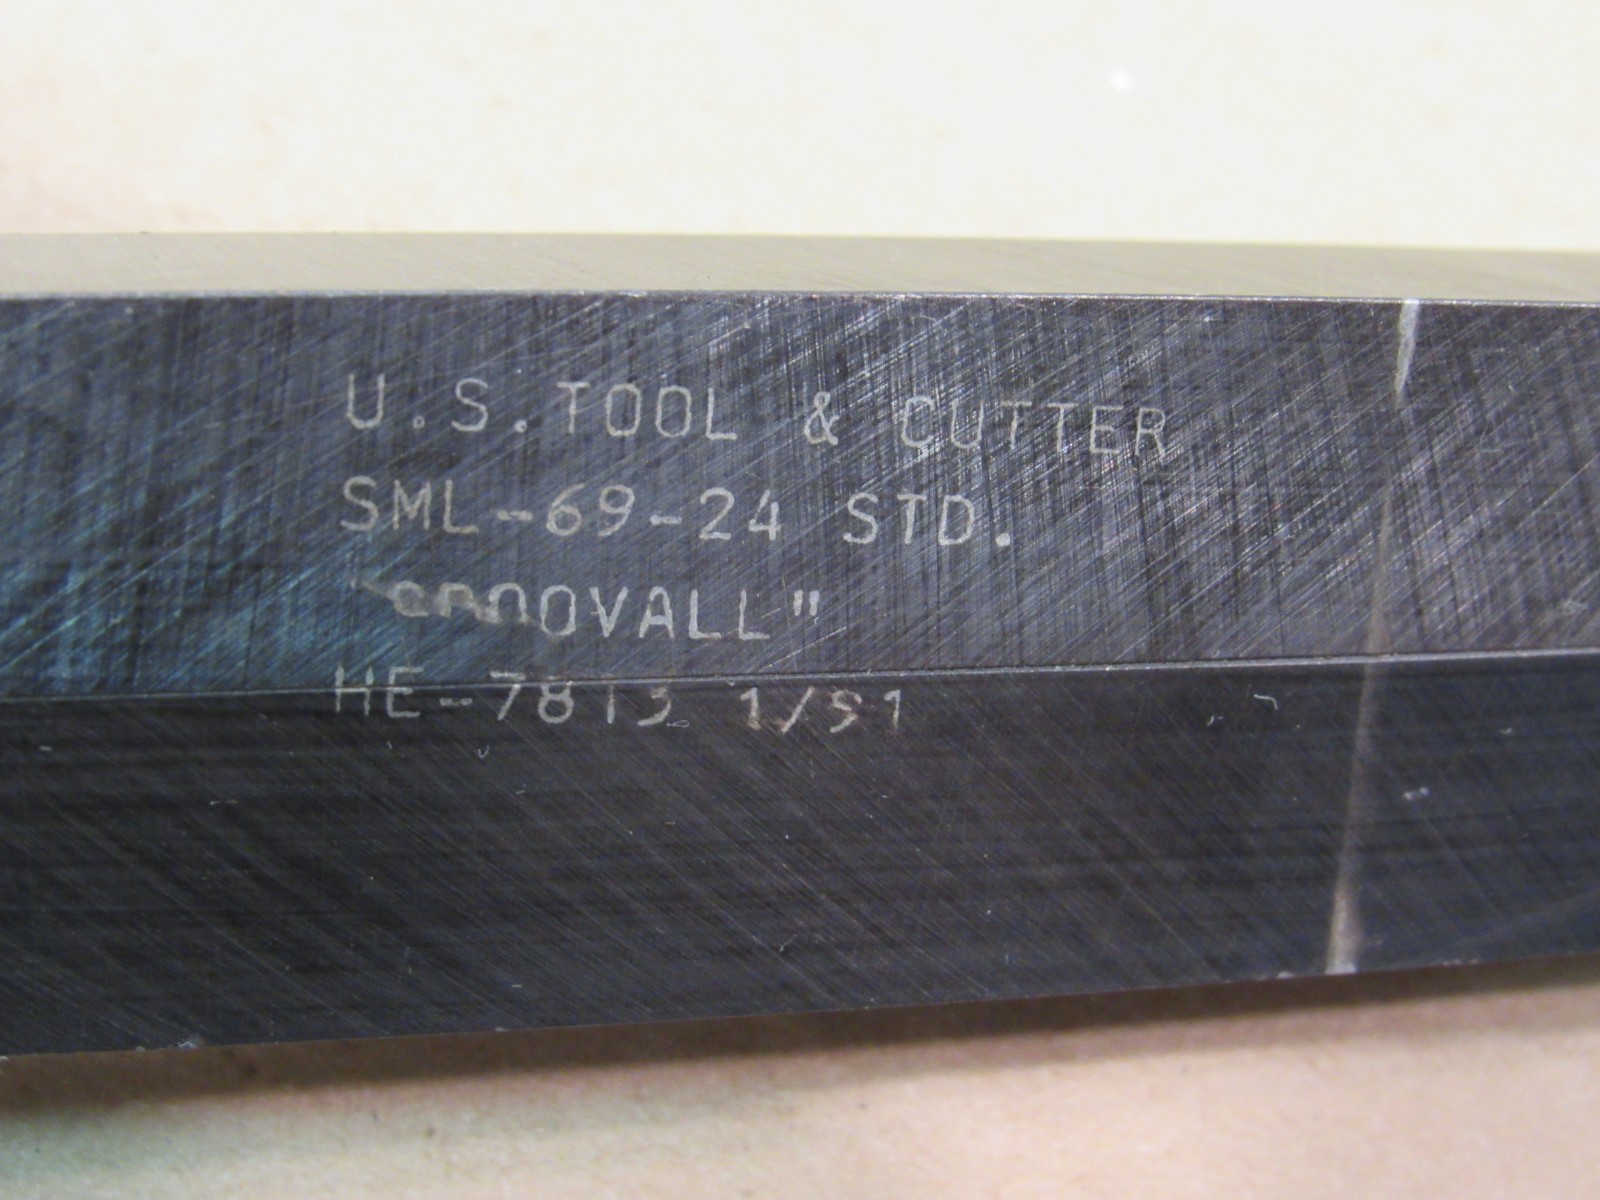 U.S. TOOL & CUTTER
SML-69-24 STD.
HE-7813 1/91